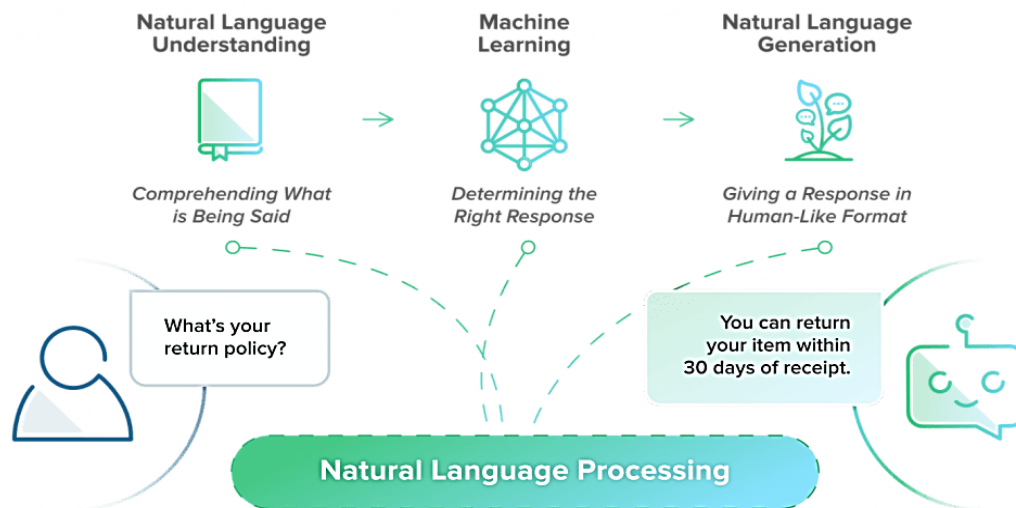 Natural Language
Understanding
Machine
Learning
Natural Language
Generation
Comprehending What
is Being Said
Determining the
Right Response
Giving a Response in
Human-Like Format
What's your
return policy?
You can return
your item within
30 days of receipt.
Natural Language Processing